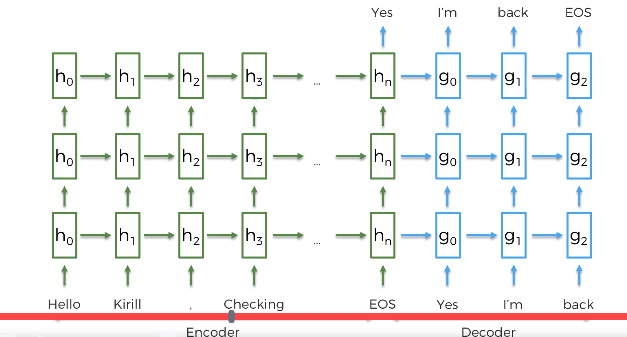 Yes I'm back EOS
h0 h1 h2 h3 ... hn g0 g1 g2
h0 h1 h2 h3 ... hn g0 g1 g2
h0 h1 h2 h3 ... hn g0 g1 g2
Hello Kirill , Checking EOS Yes I'm back
Encoder Decoder